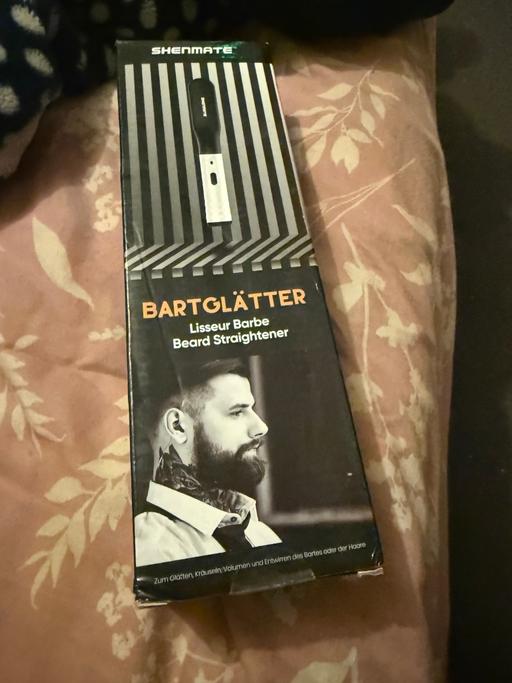 SHENMATE
BARTGLÄTTER
Lisseur Barbe
Beard Straightener
Zum Glätten, Kräuseln, Volumen und Entwirren des Bartes oder der Haare